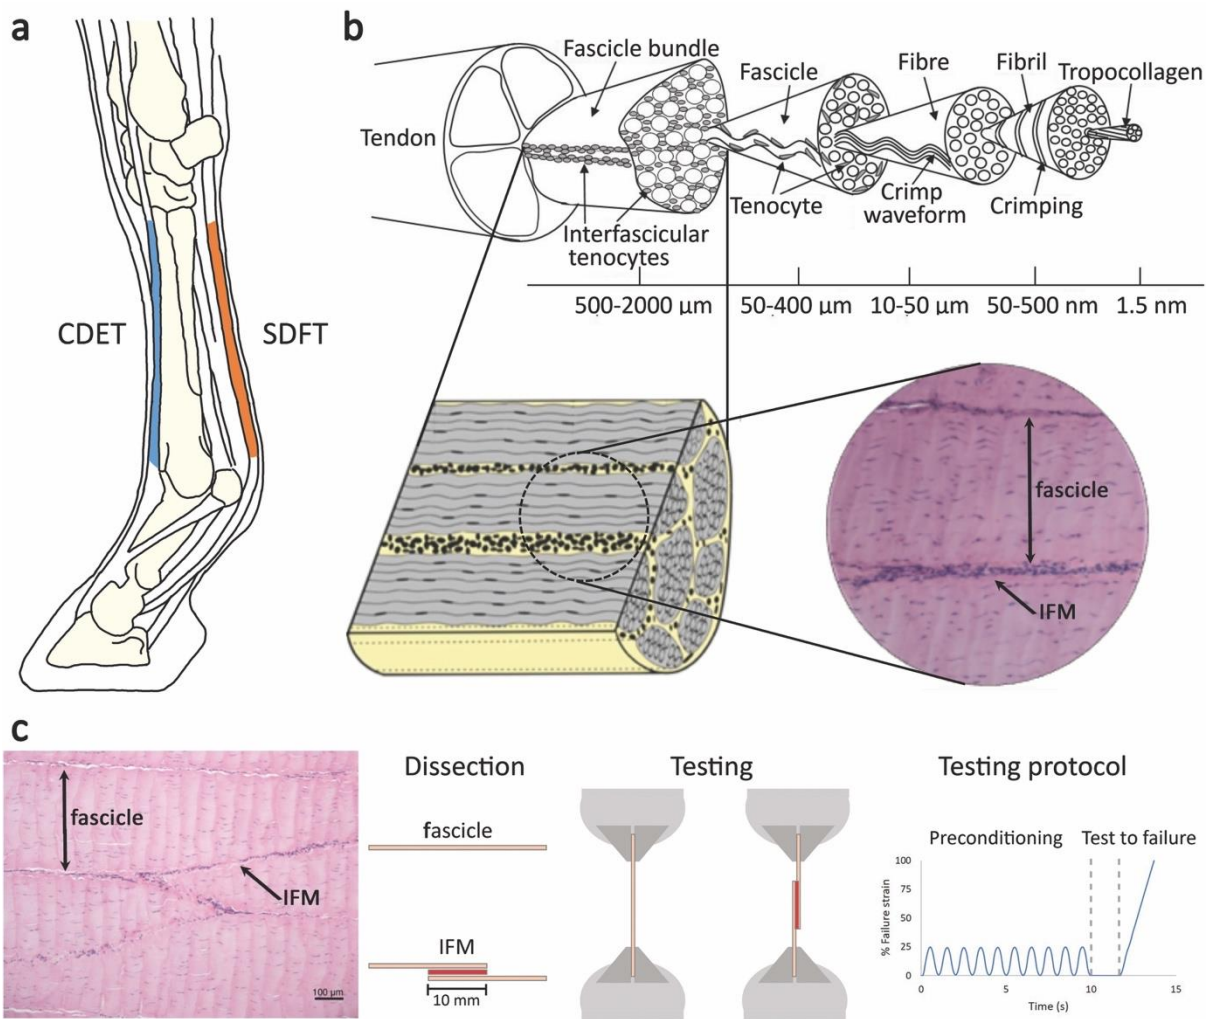 a
CDET
SDFT
b
Fascicle bundle
Fascicle
Fibre
Fibril
Tropocollagen
Tendon
Tenocyte
Crimp
waveform
Crimping
Interfascicular
tenocytes
500-2000 µm
50-400 µm
10-50 µm
50-500 nm
1.5 nm
fascicle
IFM
c
fascicle
IFM
100 µm
Dissection
fascicle
IFM
10 mm
Testing
Testing protocol
Preconditioning
Test to failure
% Failure strain
100
75
50
25
0
0
5
10
15
Time (s)